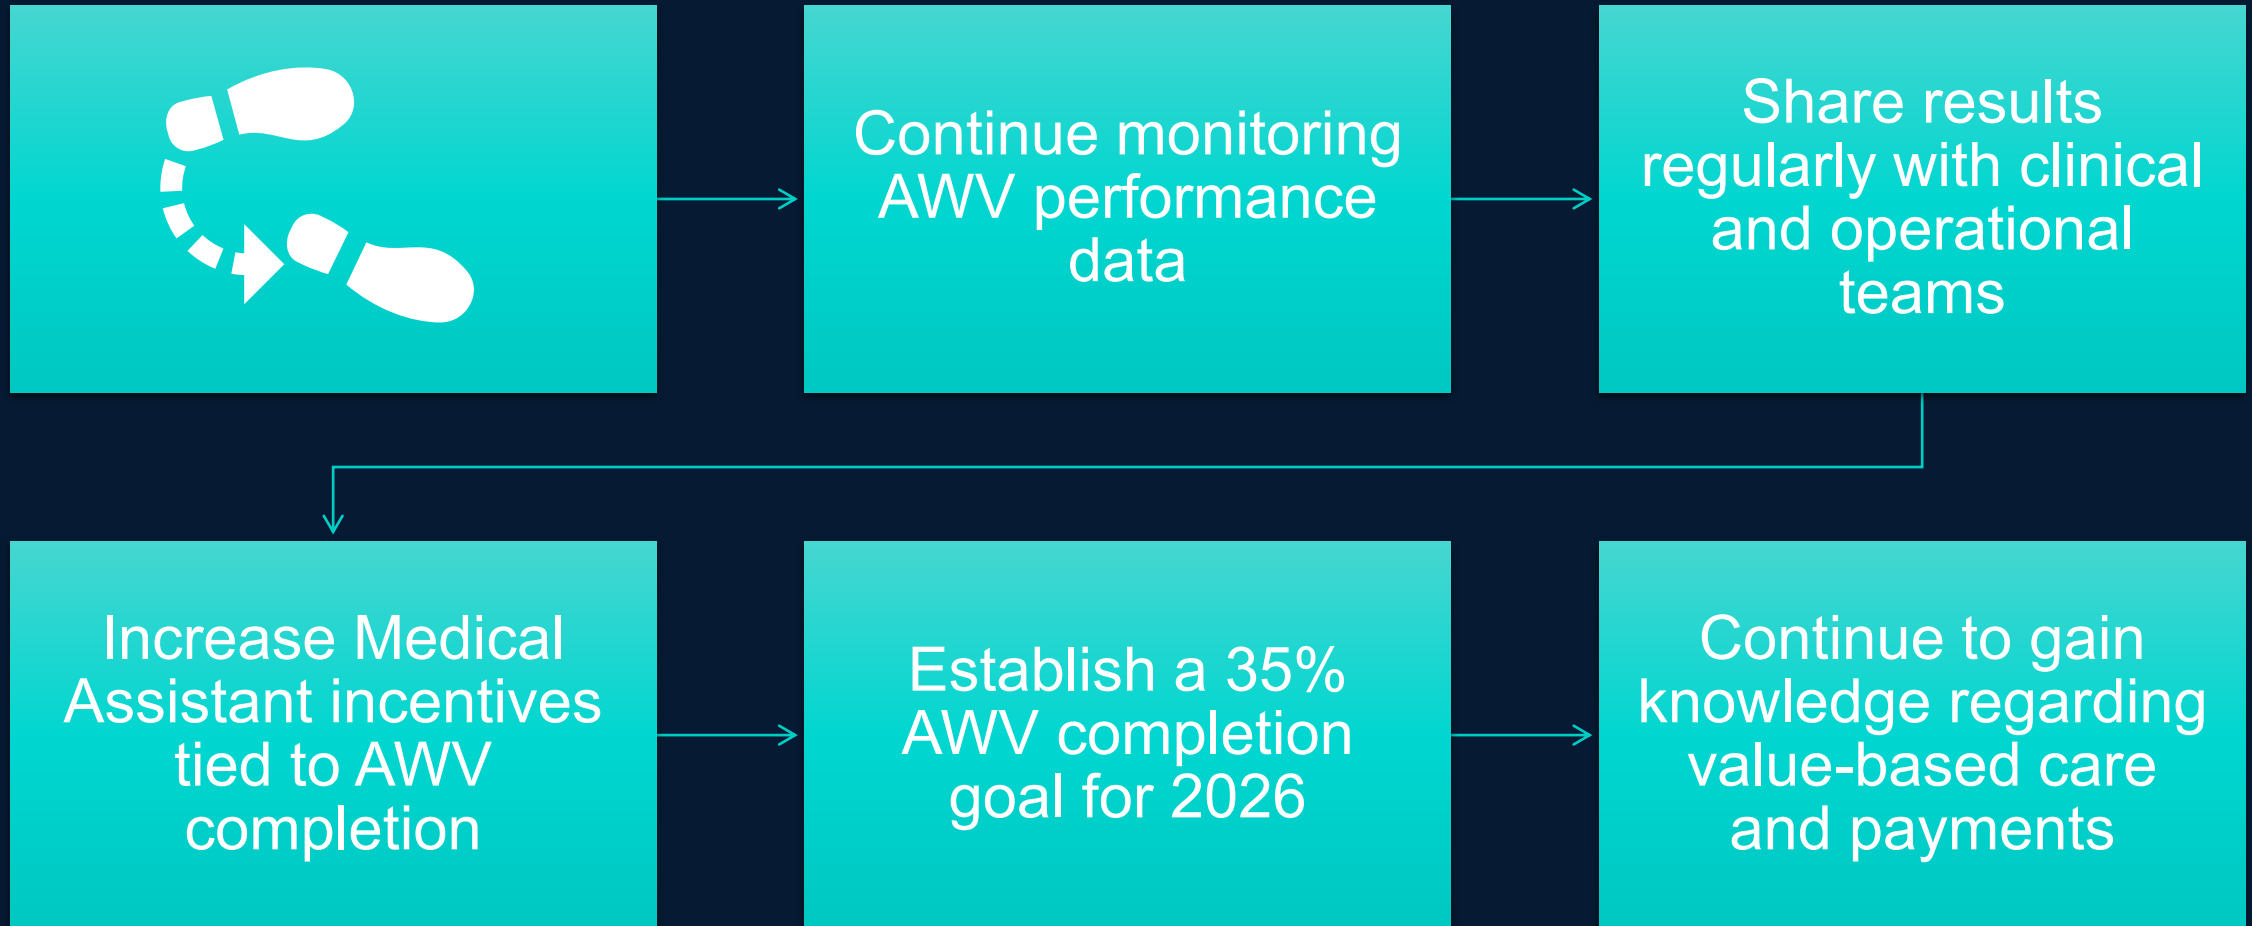 Continue monitoring
AWV performance
data
Share results
regularly with clinical
and operational
teams
Increase Medical
Assistant incentives
tied to AWV
completion
Establish a 35%
AWV completion
goal for 2026
Continue to gain
knowledge regarding
value-based care
and payments